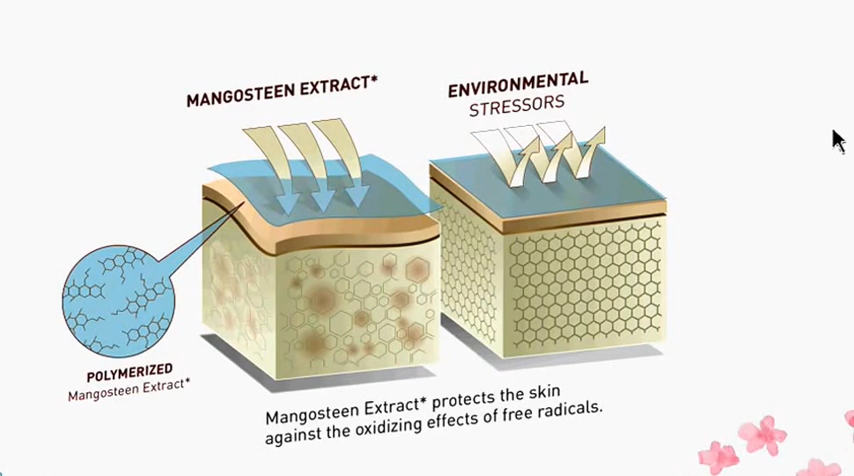 MANGOSTEEN EXTRACT*
ENVIRONMENTAL
STRESSORS
POLYMERIZED
Mangosteen Extract*
Mangosteen Extract* protects the skin
against the oxidizing effects of free radicals.